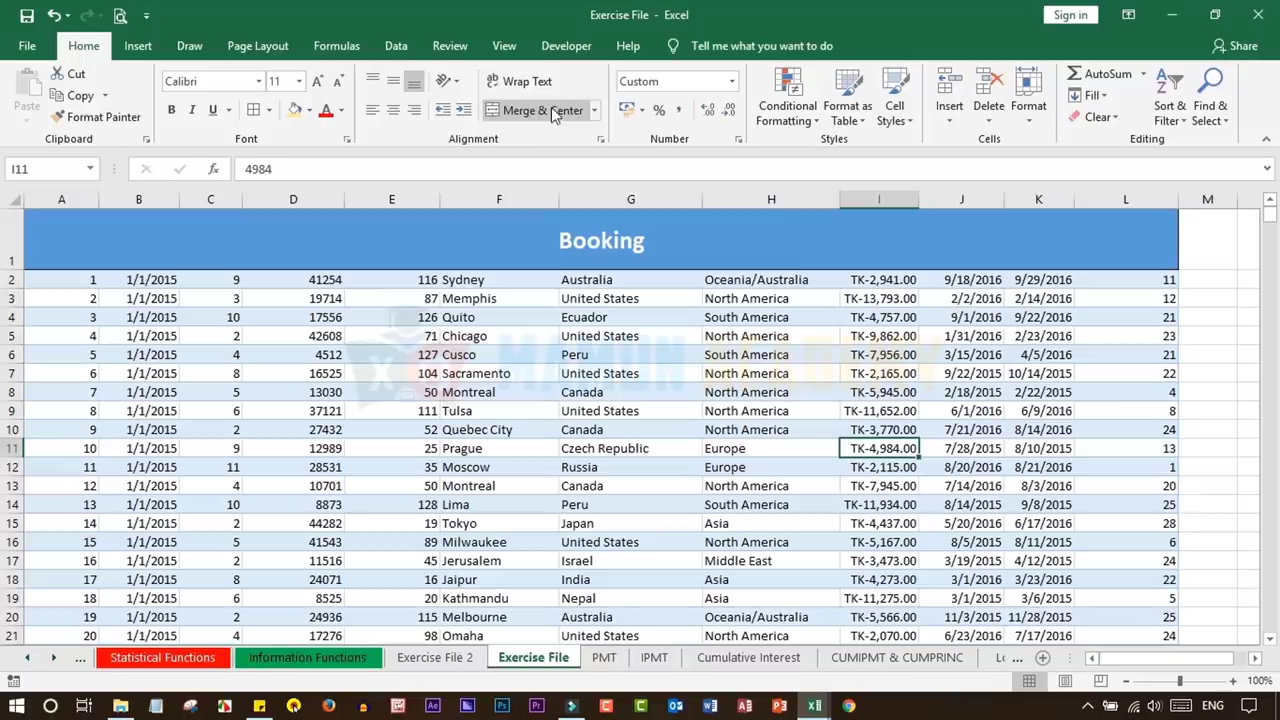 Exercise File - Excel
Sign in
File Home Insert Draw Page Layout Formulas Data Review View Developer Help Tell me what you want to do Share
Paste
Cut
Copy
Format Painter
Clipboard
Calibri 11
B I U
Font
Wrap Text
Merge & Center
Alignment
Custom
Number
Conditional Formatting
Format as Table
Cell Styles
Styles
Insert Delete Format
Cells
AutoSum
Fill
Clear
Sort & Filter
Find & Select
Editing
I11 fx 4984
A B C D E F G H I J K L M
1 Booking
2 1 1/1/2015 9 41254 116 Sydney Australia Oceania/Australia TK-2,941.00 9/18/2016 9/29/2016 11
3 2 1/1/2015 3 19714 87 Memphis United States North America TK-13,793.00 2/2/2016 2/14/2016 12
4 3 1/1/2015 10 17556 126 Quito Ecuador South America TK-4,757.00 9/1/2016 9/22/2016 21
5 4 1/1/2015 2 42608 71 Chicago United States North America TK-9,862.00 1/31/2016 2/23/2016 23
6 5 1/1/2015 4 4512 127 Cusco Peru South America TK-7,956.00 3/15/2016 4/5/2016 21
7 6 1/1/2015 8 16525 104 Sacramento United States North America TK-2,165.00 9/22/2015 10/14/2015 22
8 7 1/1/2015 5 13030 50 Montreal Canada North America TK-5,945.00 2/18/2015 2/22/2015 4
9 8 1/1/2015 6 37121 111 Tulsa United States North America TK-11,652.00 6/1/2016 6/9/2016 8
10 9 1/1/2015 2 27432 52 Quebec City Canada North America TK-3,770.00 7/21/2016 8/14/2016 24
11 10 1/1/2015 9 12989 25 Prague Czech Republic Europe TK-4,984.00 7/28/2015 8/10/2015 13
12 11 1/1/2015 11 28531 35 Moscow Russia Europe TK-2,115.00 8/20/2016 8/21/2016 1
13 12 1/1/2015 4 10701 50 Montreal Canada North America TK-7,945.00 7/14/2016 8/3/2016 20
14 13 1/1/2015 10 8873 128 Lima Peru South America TK-11,934.00 8/14/2015 9/8/2015 25
15 14 1/1/2015 2 44282 19 Tokyo Japan Asia TK-4,437.00 5/20/2016 6/17/2016 28
16 15 1/1/2015 5 41543 89 Milwaukee United States North America TK-5,167.00 8/5/2015 8/11/2015 6
17 16 1/1/2015 2 11516 45 Jerusalem Israel Middle East TK-3,473.00 3/19/2015 4/12/2015 24
18 17 1/1/2015 8 24071 16 Jaipur India Asia TK-4,273.00 3/1/2016 3/23/2016 22
19 18 1/1/2015 6 8525 20 Kathmandu Nepal Asia TK-11,275.00 3/1/2015 3/6/2015 5
20 19 1/1/2015 2 24936 115 Melbourne Australia Oceania/Australia TK-5,566.00 11/3/2015 11/28/2015 25
21 20 1/1/2015 4 17276 98 Omaha United States North America TK-2,070.00 6/23/2016 7/17/2016 24
... Statistical Functions Information Functions Exercise File 2 Exercise File PMT IPMT Cumulative Interest CUMIPMT & CUMPRINC Lo ...
100%
ENG